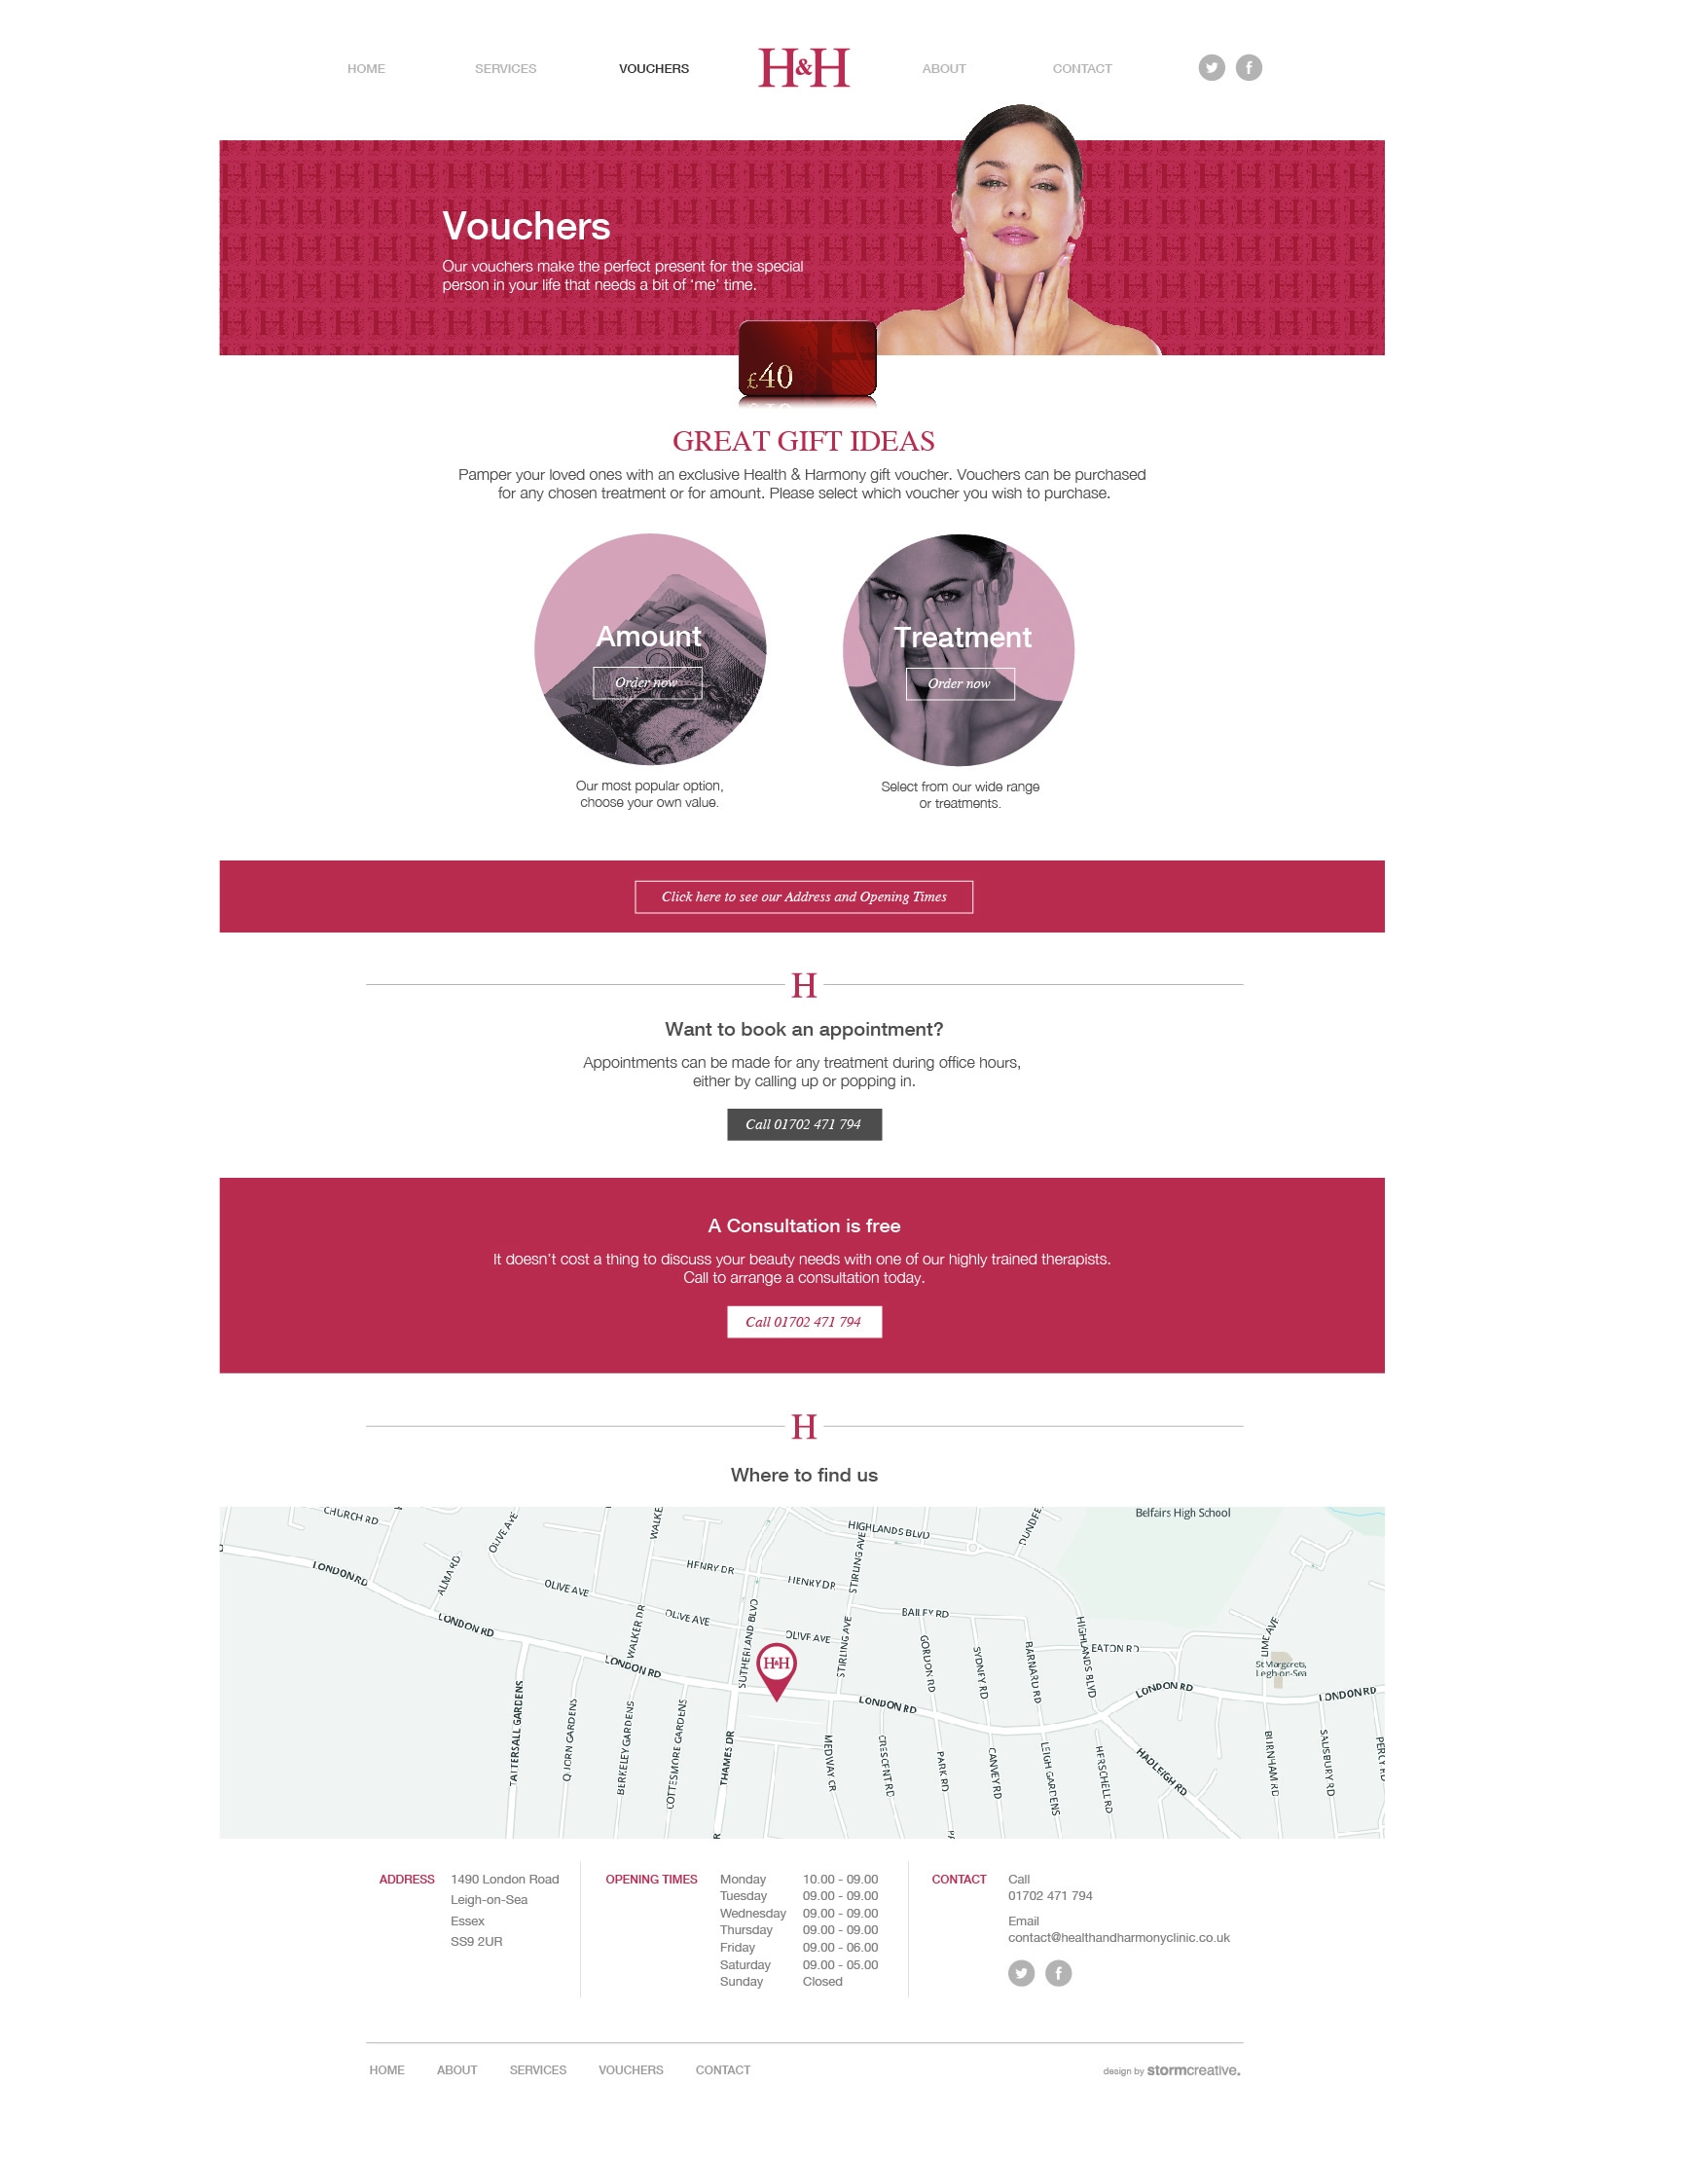 HOME SERVICES VOUCHERS H&H ABOUT CONTACT
Vouchers
Our vouchers make the perfect present for the special
person in your life that needs a bit of ‘me’ time.
£40
GREAT GIFT IDEAS
Pamper your loved ones with an exclusive Health & Harmony gift voucher. Vouchers can be purchased
for any chosen treatment or for amount. Please select which voucher you wish to purchase.
Amount
Order now
Treatment
Order now
Our most popular option,
choose your own value.
Select from our wide range
or treatments.
Click here to see our Address and Opening Times
H
Want to book an appointment?
Appointments can be made for any treatment during office hours,
either by calling up or popping in.
Call 01702 471 794
A Consultation is free
It doesn’t cost a thing to discuss your beauty needs with one of our highly trained therapists.
Call to arrange a consultation today.
Call 01702 471 794
H
Where to find us
CHURCH RD
OLIVE AVE
WALKE
HIGHLANDS BLVD
Belfairs High School
LONDON RD
ALMA RD
HENRY DR
HENRY DR
STIRLING AVE
OLIVE AVE
OLIVE AVE
OLIVE AVE
BAILEY RD
LONDON RD
WALKER DR
SUTHERLAND BLVD
STIRLING AVE
GORDON RD
SYDNEY RD
BARNARD RD
HIGHLANDS BLVD
EATON RD
LIME AVE
St Margarets,
Leigh-on-Sea
LONDON RD
H&H
LONDON RD
LONDON RD
LONDON RD
TATTERSALL GARDENS
QUORN GARDENS
BERKELEY GARDENS
COTTESMORE GARDENS
THAMES DR
MEDWAY CR
CRESCENT RD
PARK RD
CANVEY RD
LEIGH GARDENS
HERSCHELL RD
HADLEIGH RD
BURNHAM RD
SALISBURY RD
ADDRESS
1490 London Road
Leigh-on-Sea
Essex
SS9 2UR
OPENING TIMES
Monday 10.00 - 09.00
Tuesday 09.00 - 09.00
Wednesday 09.00 - 09.00
Thursday 09.00 - 09.00
Friday 09.00 - 06.00
Saturday 09.00 - 05.00
Sunday Closed
CONTACT
Call
01702 471 794
Email
contact@healthandharmonyclinic.co.uk
HOME ABOUT SERVICES VOUCHERS CONTACT
design by stormcreative.